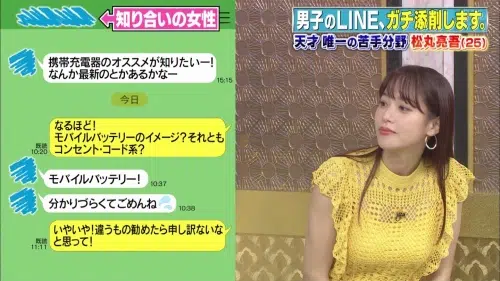 知り合いの女性
男子のLINE、ガチ添削します。
天才 唯一の苦手分野 松丸亮吾(25)
携帯充電器のオススメが知りたいー!
なんか最新のとかあるかなー
15:15
今日
なるほど!
モバイルバッテリーのイメージ?それとも
コンセント・コード系?
既読
10:20
モバイルバッテリー!
10:37
分かりづらくてごめんね💦
10:38
いやいや!違うもの勧めたら申し訳ないな
と思って!
既読
11:11